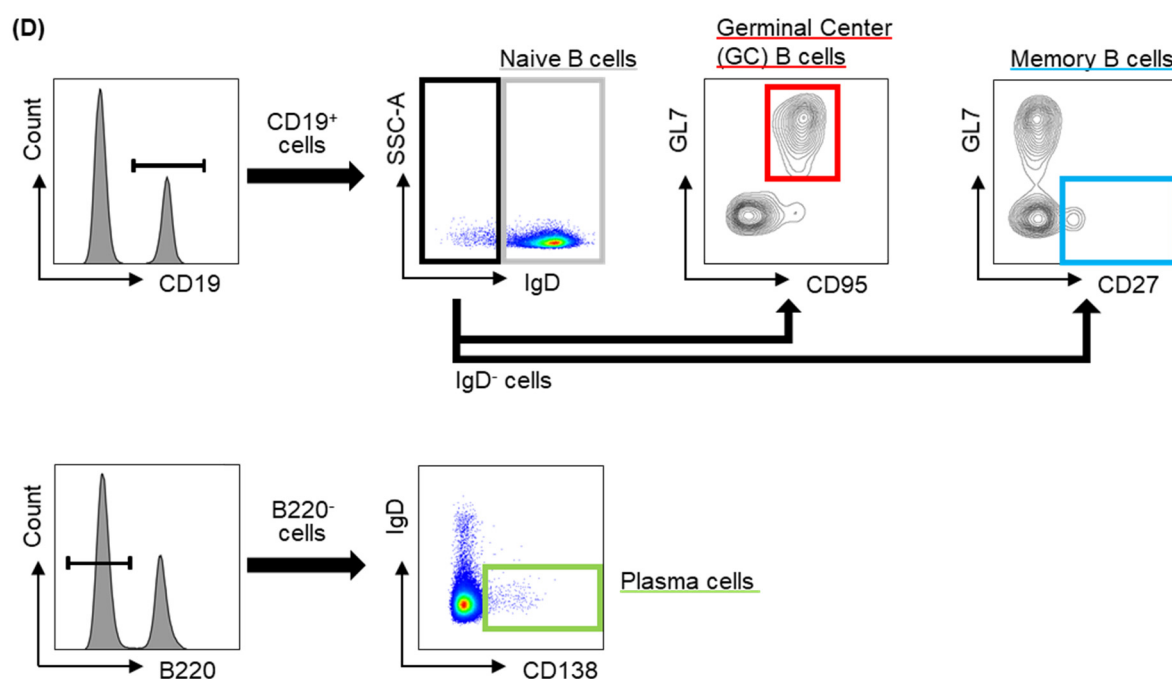 (D)
Count
CD19
CD19⁺
cells
Naive B cells
SSC-A
IgD
Germinal Center
(GC) B cells
GL7
CD95
Memory B cells
GL7
CD27
IgD⁻ cells
Count
B220
B220⁻
cells
IgD
CD138
Plasma cells